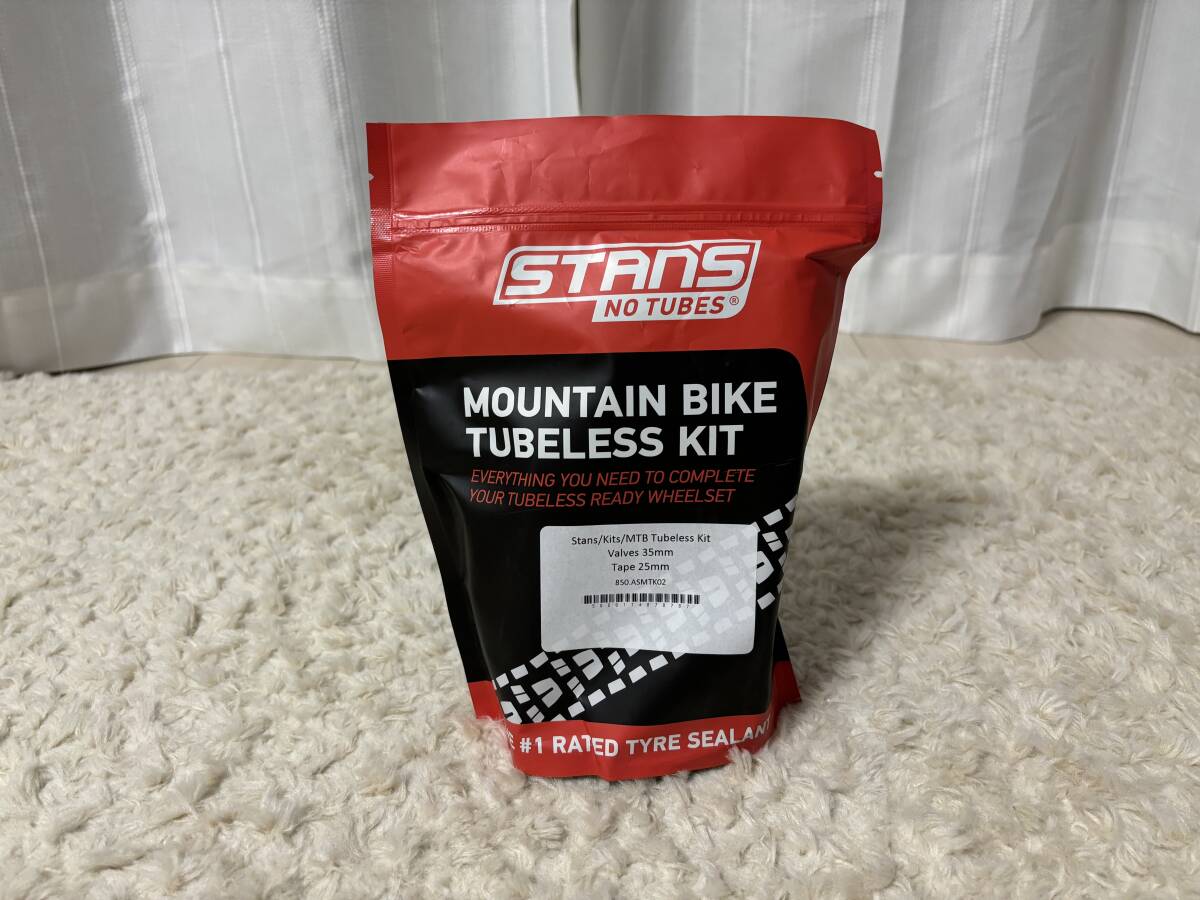 STANS
NO TUBES®
MOUNTAIN BIKE
TUBELESS KIT
EVERYTHING YOU NEED TO COMPLETE
YOUR TUBELESS READY WHEELSET
Stans/Kits/MTB Tubeless Kit
Valves 35mm
Tape 25mm
850.ASMTK02
#1 RATED TYRE SEALANT